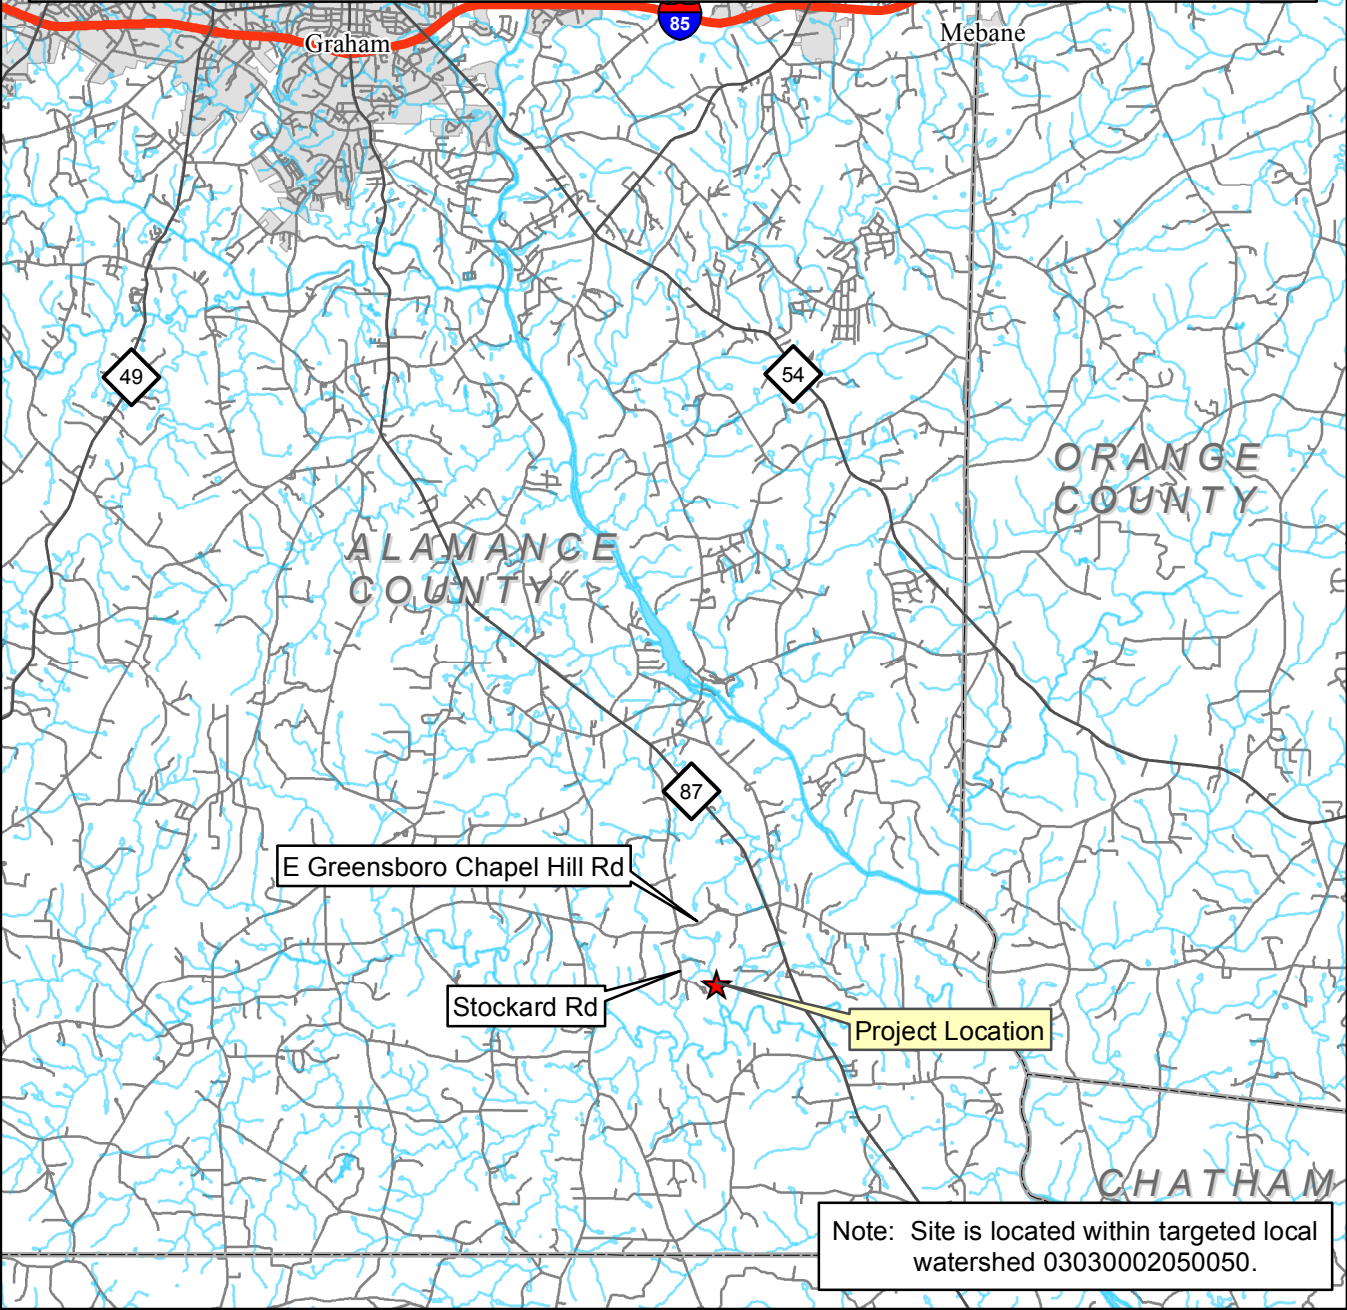 85
Graham
Mebane
49
54
ORANGE
COUNTY
ALAMANCE
COUNTY
87
E Greensboro Chapel Hill Rd
Stockard Rd
Project Location
CHATHAM
Note: Site is located within targeted local
watershed 03030002050050.